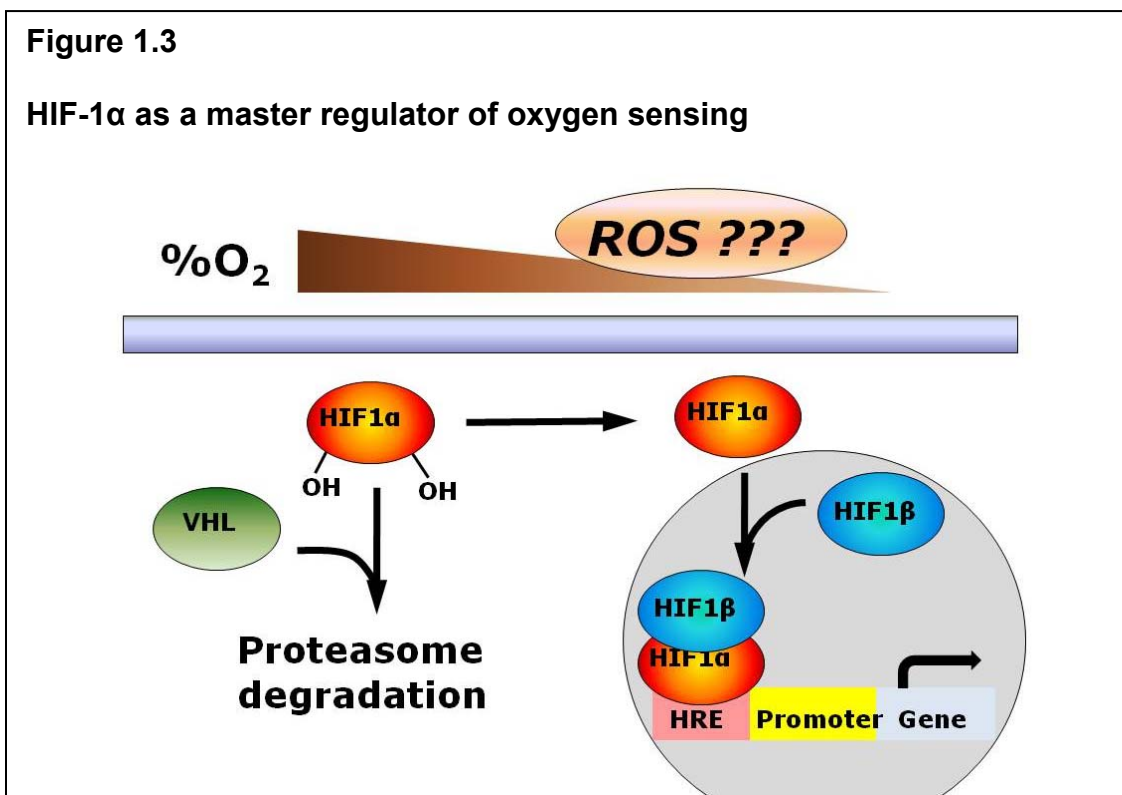 Figure 1.3
HIF-1α as a master regulator of oxygen sensing
ROS ???
%O₂
HIF1α
HIF1α
OH
OH
VHL
HIF1β
HIF1β
HIF1α
Proteasome
degradation
HRE
Promoter
Gene